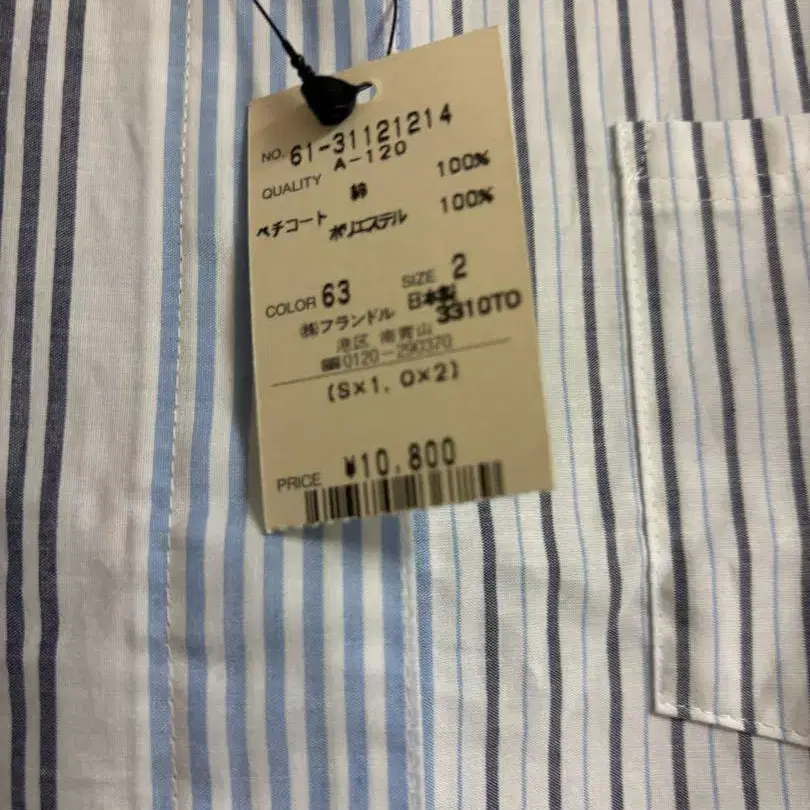 NO. 61-31121214
A-120
QUALITY 綿 100%
ペチコート ポリエステル 100%
COLOR 63 SIZE 2
㈱フランドル 日本製
港区 南青山 3310TO
0120-290370
(S×1, O×2)
PRICE ¥10,800